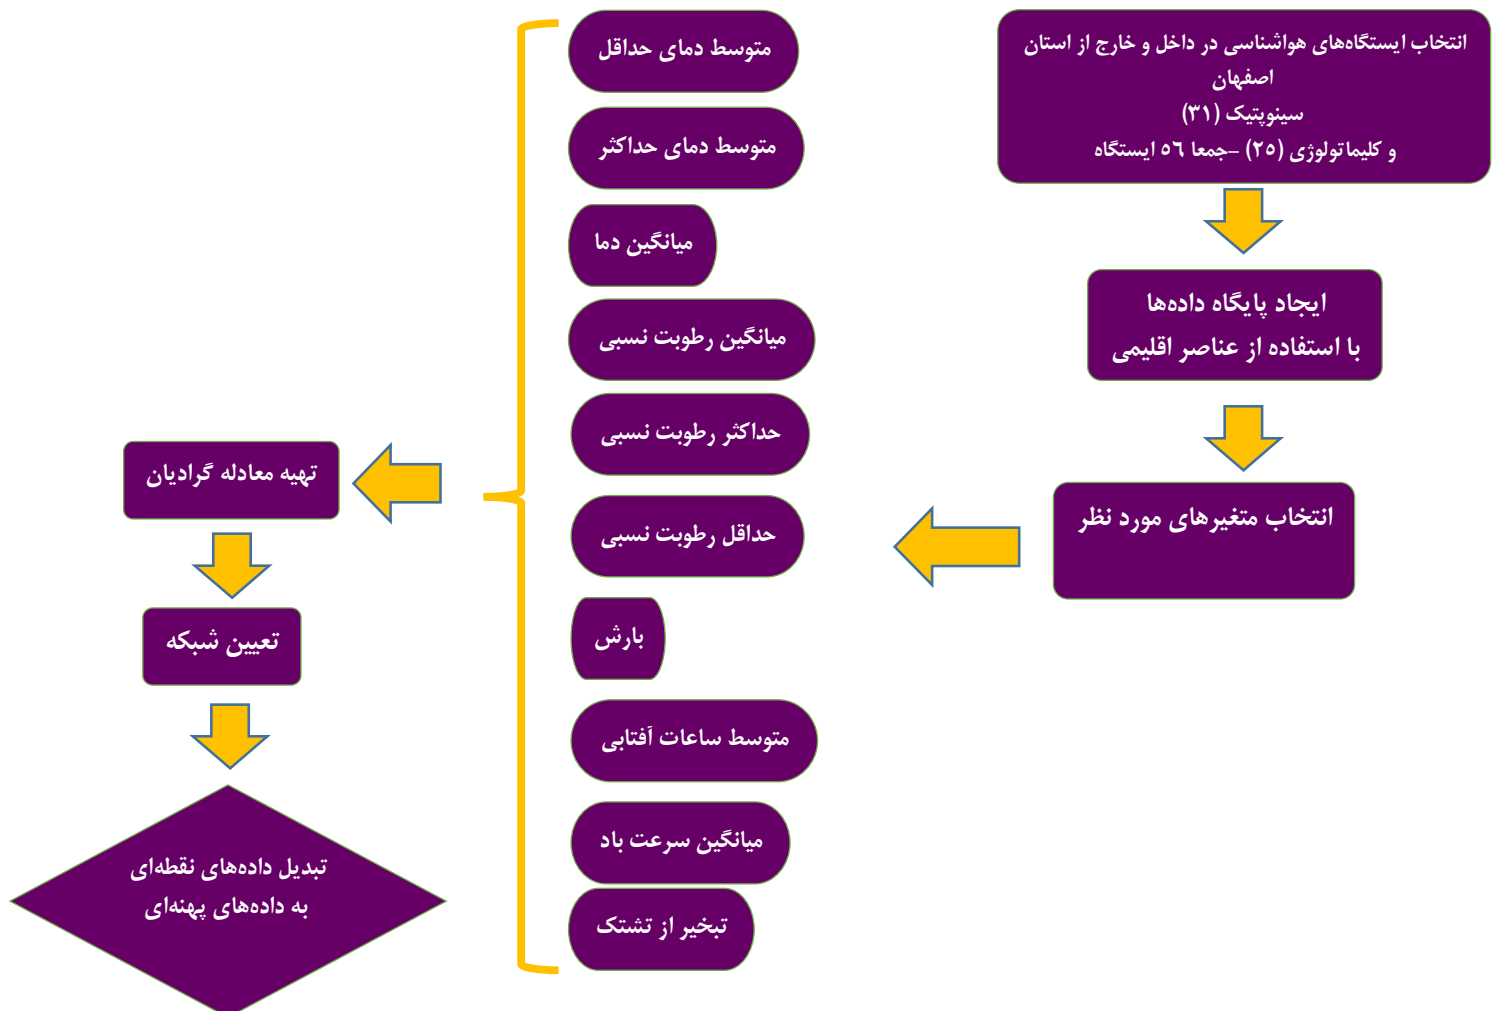 انتخاب ایستگاه‌های هواشناسی در داخل و خارج از استان
اصفهان
سینوپتیک (۳۱)
و کلیماتولوژی (۲۵) –جمعا ۵۶ ایستگاه
ایجاد پایگاه داده‌ها
با استفاده از عناصر اقلیمی
انتخاب متغیرهای مورد نظر
متوسط دمای حداقل
متوسط دمای حداکثر
میانگین دما
میانگین رطوبت نسبی
حداکثر رطوبت نسبی
حداقل رطوبت نسبی
بارش
متوسط ساعات آفتابی
میانگین سرعت باد
تبخیر از تشتک
تهیه معادله گرادیان
تعیین شبکه
تبدیل داده‌های نقطه‌ای
به داده‌های پهنه‌ای